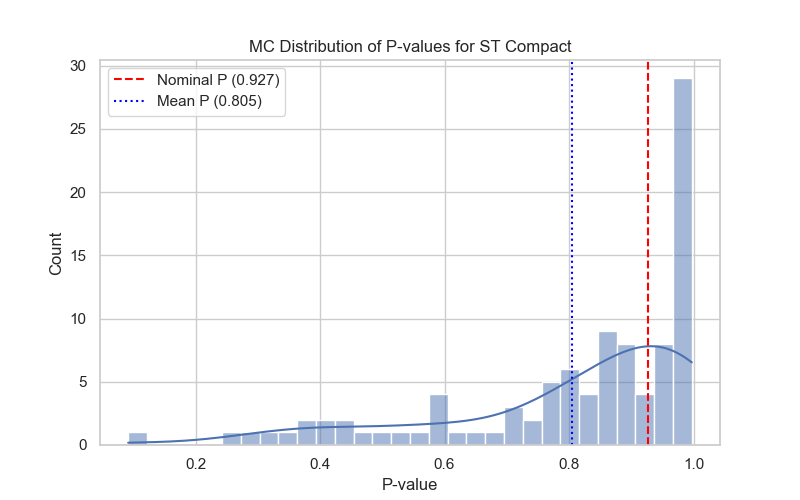 MC Distribution of P-values for ST Compact
Nominal P (0.927)
Mean P (0.805)
30
25
20
15
10
5
0
Count
0.2
0.4
0.6
0.8
1.0
P-value